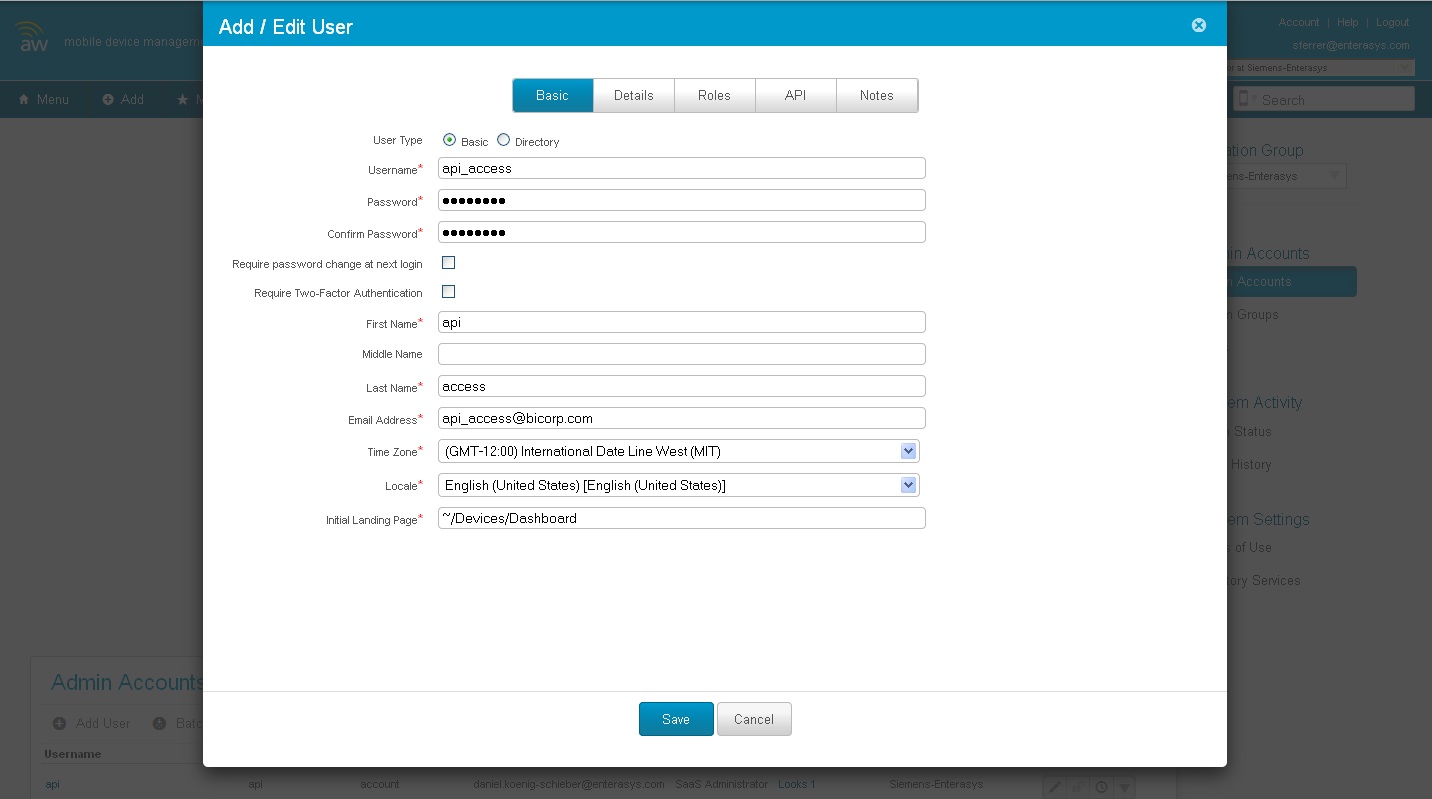 Add / Edit User
aw mobile device managem
Account | Help | Logout
sferrer@enterasys.com
r at Siemens-Enterasys
Menu Add
Search
Basic Details Roles API Notes
User Type Basic Directory
Username* api_access
Password* ••••••••
Confirm Password* ••••••••
Require password change at next login
Require Two-Factor Authentication
First Name* api
Middle Name
Last Name* access
Email Address* api_access@bicorp.com
Time Zone* (GMT-12:00) International Date Line West (MIT)
Locale* English (United States) [English (United States)]
Initial Landing Page* ~/Devices/Dashboard
Save Cancel
ation Group
ens-Enterasys
in Accounts
n Accounts
n Groups
em Activity
Status
History
em Settings
s of Use
tory Services
Admin Accounts
Add User Batc
Username
api api account daniel.koenig-schieber@enterasys.com SaaS Administrator Looks 1 Siemens-Enterasys